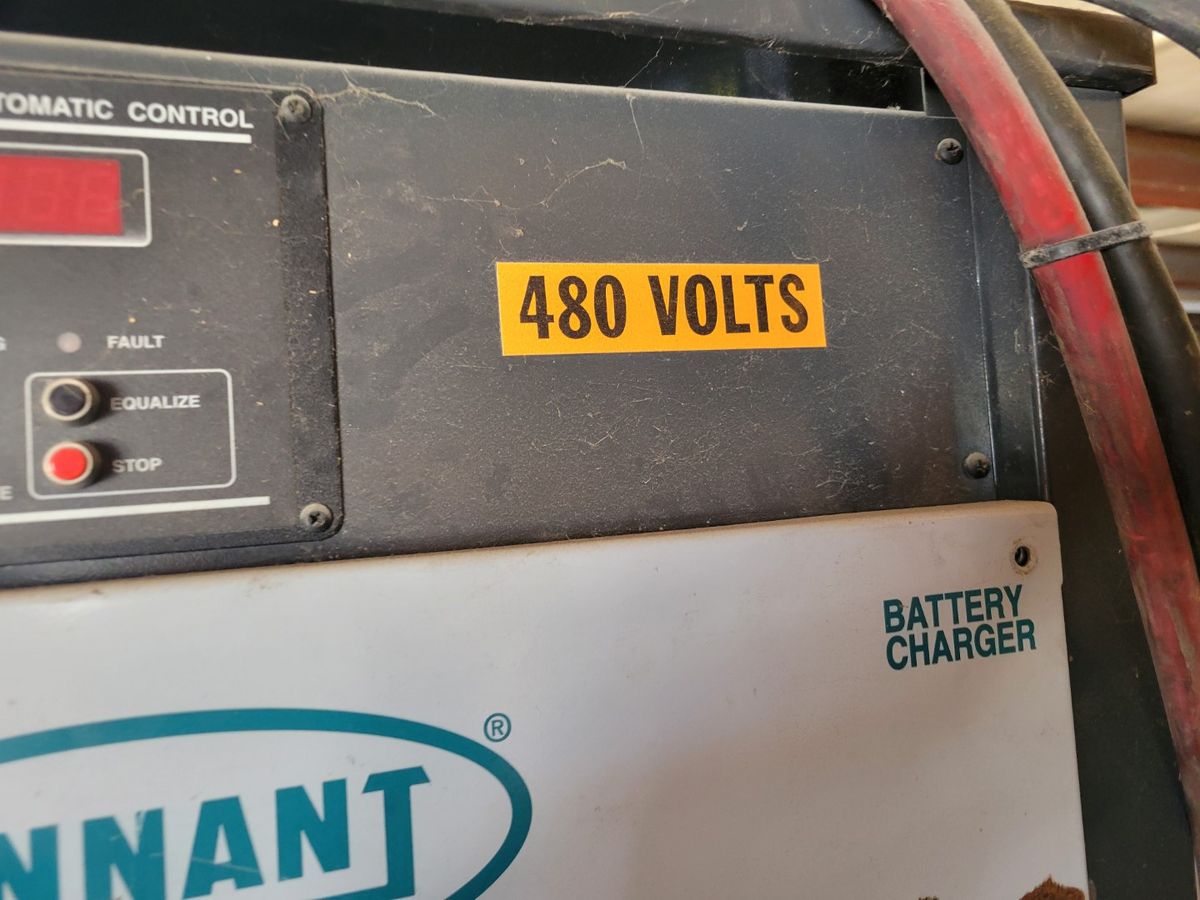 TOMATIC CONTROL
480 VOLTS
G FAULT
EQUALIZE
STOP
E
BATTERY
CHARGER
®
NNANT